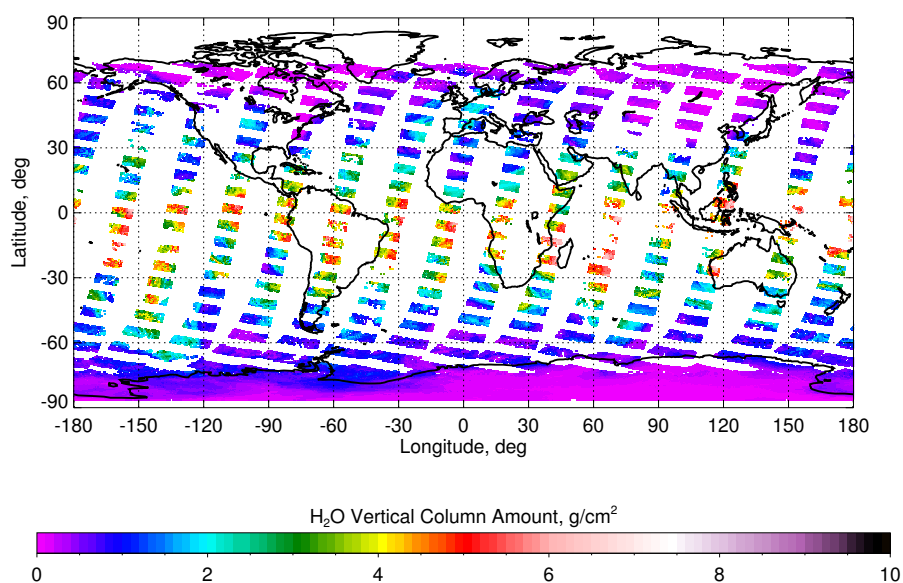 90
60
30
0
-30
-60
-90
Latitude, deg
-180 -150 -120 -90 -60 -30 0 30 60 90 120 150 180
Longitude, deg
H₂O Vertical Column Amount, g/cm²
0 2 4 6 8 10